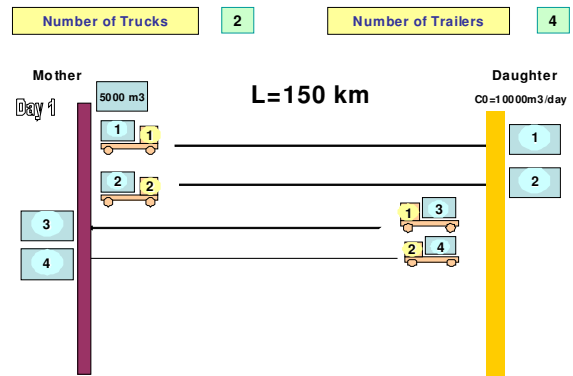 Number of Trucks 2 Number of Trailers 4
Mother Daughter
Day 1 5000 m3 L=150 km C0=10000m3/day
1 1 1
2 2 2
3 1 3
4 2 4